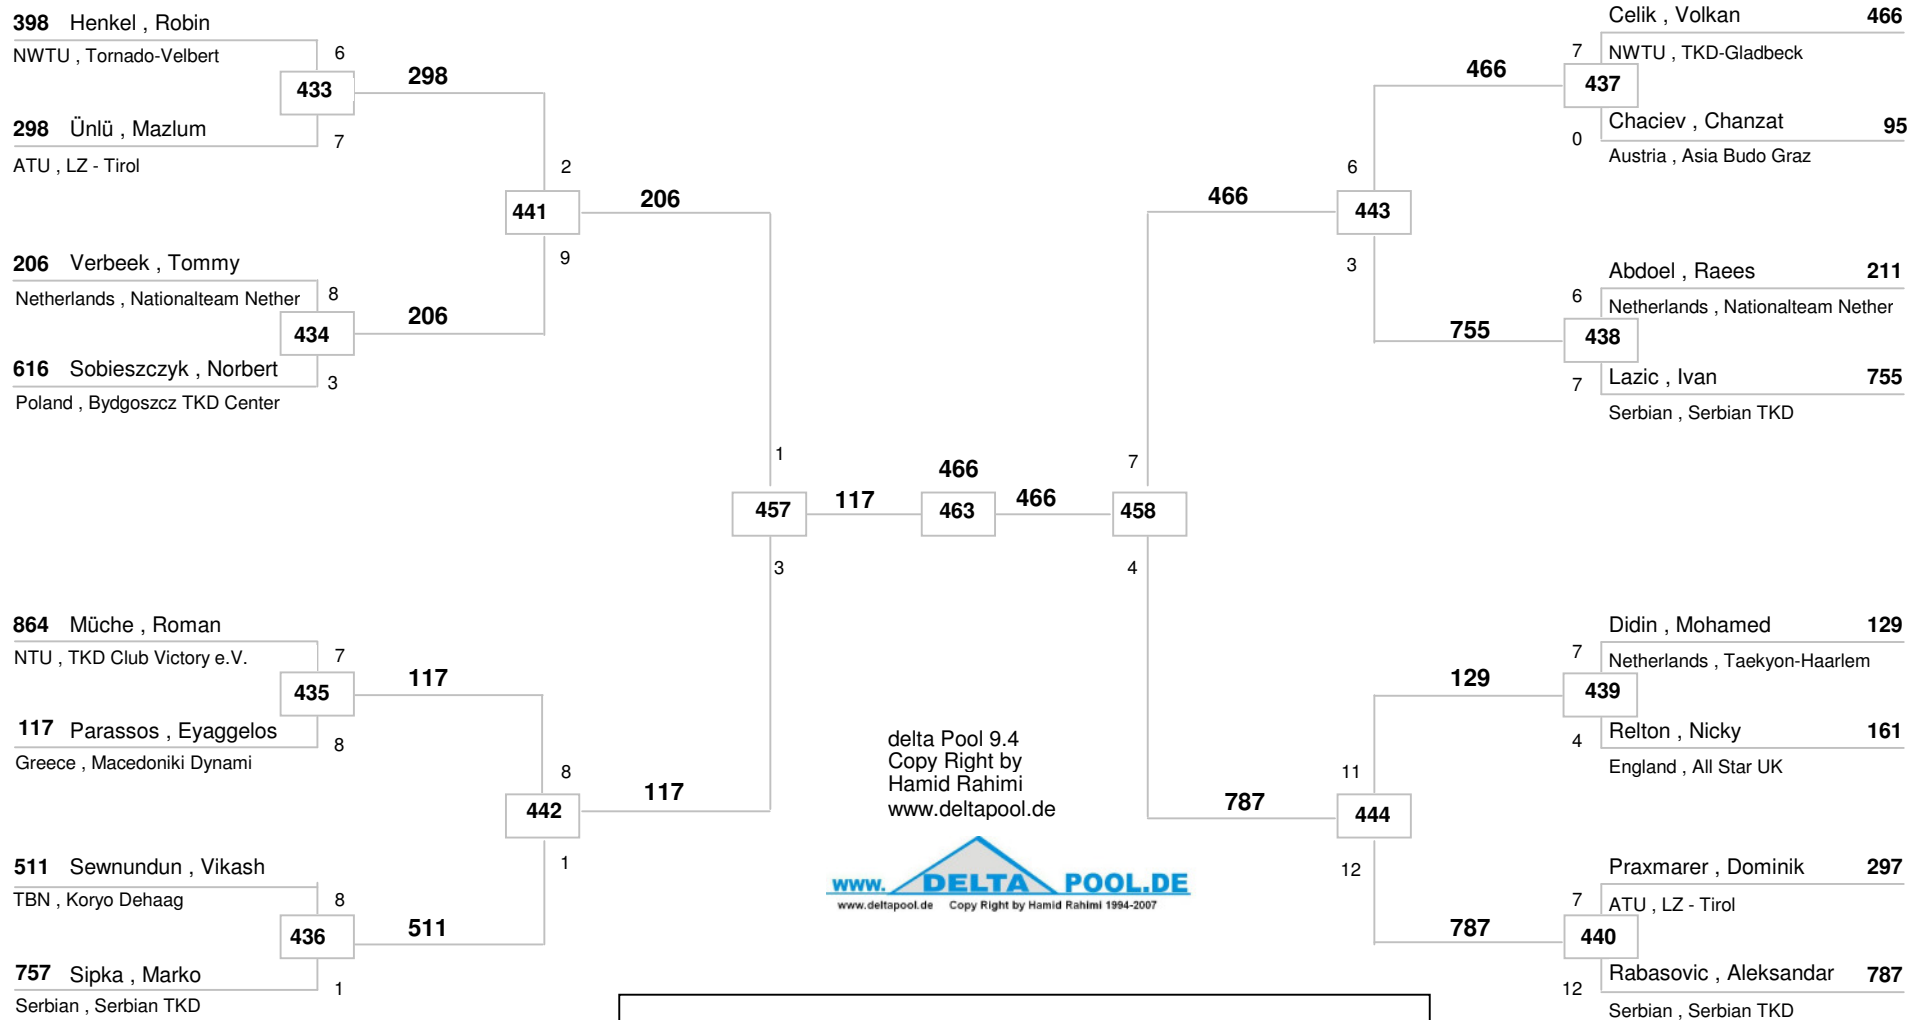 398 Henkel , Robin
6
NWTU , Tornado-Velbert
433
298
298 Ünlü , Mazlum
7
ATU , LZ - Tirol
2
441
206
9
206 Verbeek , Tommy
Netherlands , Nationalteam Nether
8
434
206
616 Sobieszczyk , Norbert
3
Poland , Bydgoszcz TKD Center
1
457
117
3
864 Müche , Roman
NTU , TKD Club Victory e.V.
7
435
117
117 Parassos , Eyaggelos
8
Greece , Macedoniki Dynami
8
442
117
1
511 Sewnundun , Vikash
TBN , Koryo Dehaag
8
436
511
757 Sipka , Marko
1
Serbian , Serbian TKD
466
463
delta Pool 9.4
Copy Right by
Hamid Rahimi
www.deltapool.de
www. DELTA POOL.DE
www.deltapool.de Copy Right by Hamid Rahimi 1994-2007
Celik , Volkan 466
7
NWTU , TKD-Gladbeck
466
437
Chaciev , Chanzat 95
0
Austria , Asia Budo Graz
6
466
443
3
Abdoel , Raees 211
6
Netherlands , Nationalteam Nether
755
438
Lazic , Ivan 755
7
Serbian , Serbian TKD
7
466
458
4
Didin , Mohamed 129
7
Netherlands , Taekyon-Haarlem
129
439
Relton , Nicky 161
4
England , All Star UK
11
787
444
12
Praxmarer , Dominik 297
7
ATU , LZ - Tirol
787
440
Rabasovic , Aleksandar 787
12
Serbian , Serbian TKD